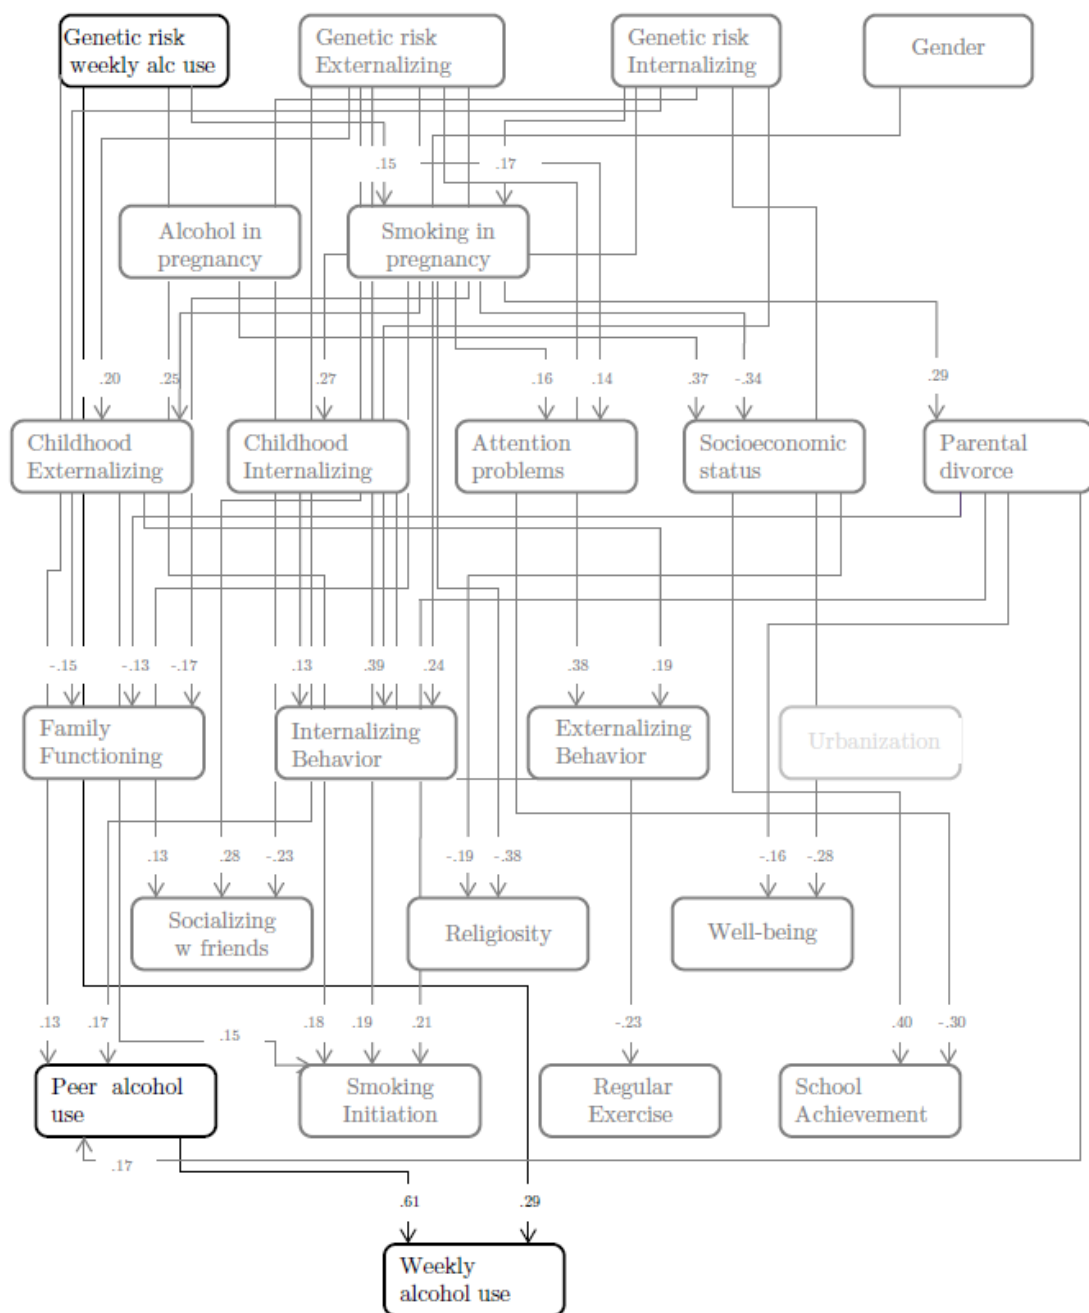 Genetic risk
weekly alc use
Genetic risk
Externalizing
Genetic risk
Internalizing
Gender
.15
.17
Alcohol in
pregnancy
Smoking in
pregnancy
.20
.25
.27
.16
.14
.37
-.34
.29
Childhood
Externalizing
Childhood
Internalizing
Attention
problems
Socioeconomic
status
Parental
divorce
-.15
-.13
-.17
.13
.39
.24
.38
.19
Family
Functioning
Internalizing
Behavior
Externalizing
Behavior
Urbanization
.13
.28
-.23
-.19
-.38
-.16
-.28
Socializing
w friends
Religiosity
Well-being
.13
.17
.15
.18
.19
.21
-.23
.40
-.30
Peer alcohol
use
Smoking
Initiation
Regular
Exercise
School
Achievement
.17
.61
.29
Weekly
alcohol use